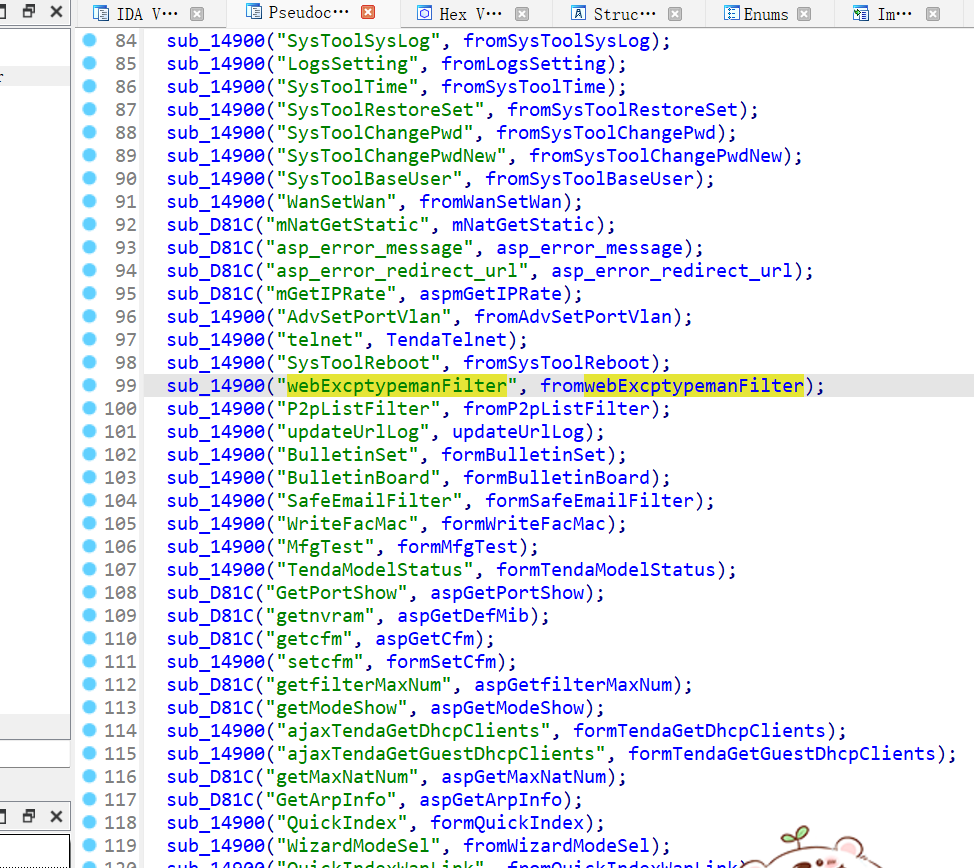 IDA V··· Pseudoc··· Hex V··· Struc··· Enums Im···
84 sub_14900("SysToolSysLog", fromSysToolSysLog);
85 sub_14900("LogsSetting", fromLogsSetting);
86 sub_14900("SysToolTime", fromSysToolTime);
87 sub_14900("SysToolRestoreSet", fromSysToolRestoreSet);
88 sub_14900("SysToolChangePwd", fromSysToolChangePwd);
89 sub_14900("SysToolChangePwdNew", fromSysToolChangePwdNew);
90 sub_14900("SysToolBaseUser", fromSysToolBaseUser);
91 sub_14900("WanSetWan", fromWanSetWan);
92 sub_D81C("mNatGetStatic", mNatGetStatic);
93 sub_D81C("asp_error_message", asp_error_message);
94 sub_D81C("asp_error_redirect_url", asp_error_redirect_url);
95 sub_D81C("mGetIPRate", aspmGetIPRate);
96 sub_14900("AdvSetPortVlan", fromAdvSetPortVlan);
97 sub_14900("telnet", TendaTelnet);
98 sub_14900("SysToolReboot", fromSysToolReboot);
99 sub_14900("webExcptypemanFilter", fromwebExcptypemanFilter);
100 sub_14900("P2pListFilter", fromP2pListFilter);
101 sub_14900("updateUrlLog", updateUrlLog);
102 sub_14900("BulletinSet", formBulletinSet);
103 sub_14900("BulletinBoard", formBulletinBoard);
104 sub_14900("SafeEmailFilter", formSafeEmailFilter);
105 sub_14900("WriteFacMac", formWriteFacMac);
106 sub_14900("MfgTest", formMfgTest);
107 sub_14900("TendaModelStatus", formTendaModelStatus);
108 sub_D81C("GetPortShow", aspGetPortShow);
109 sub_D81C("getnvram", aspGetDefMib);
110 sub_D81C("getcfm", aspGetCfm);
111 sub_14900("setcfm", formSetCfm);
112 sub_D81C("getfilterMaxNum", aspGetfilterMaxNum);
113 sub_D81C("getModeShow", aspGetModeShow);
114 sub_14900("ajaxTendaGetDhcpClients", formTendaGetDhcpClients);
115 sub_14900("ajaxTendaGetGuestDhcpClients", formTendaGetGuestDhcpClients);
116 sub_D81C("getMaxNatNum", aspGetMaxNatNum);
117 sub_D81C("GetArpInfo", aspGetArpInfo);
118 sub_14900("QuickIndex", formQuickIndex);
119 sub_14900("WizardModeSel", fromWizardModeSel);